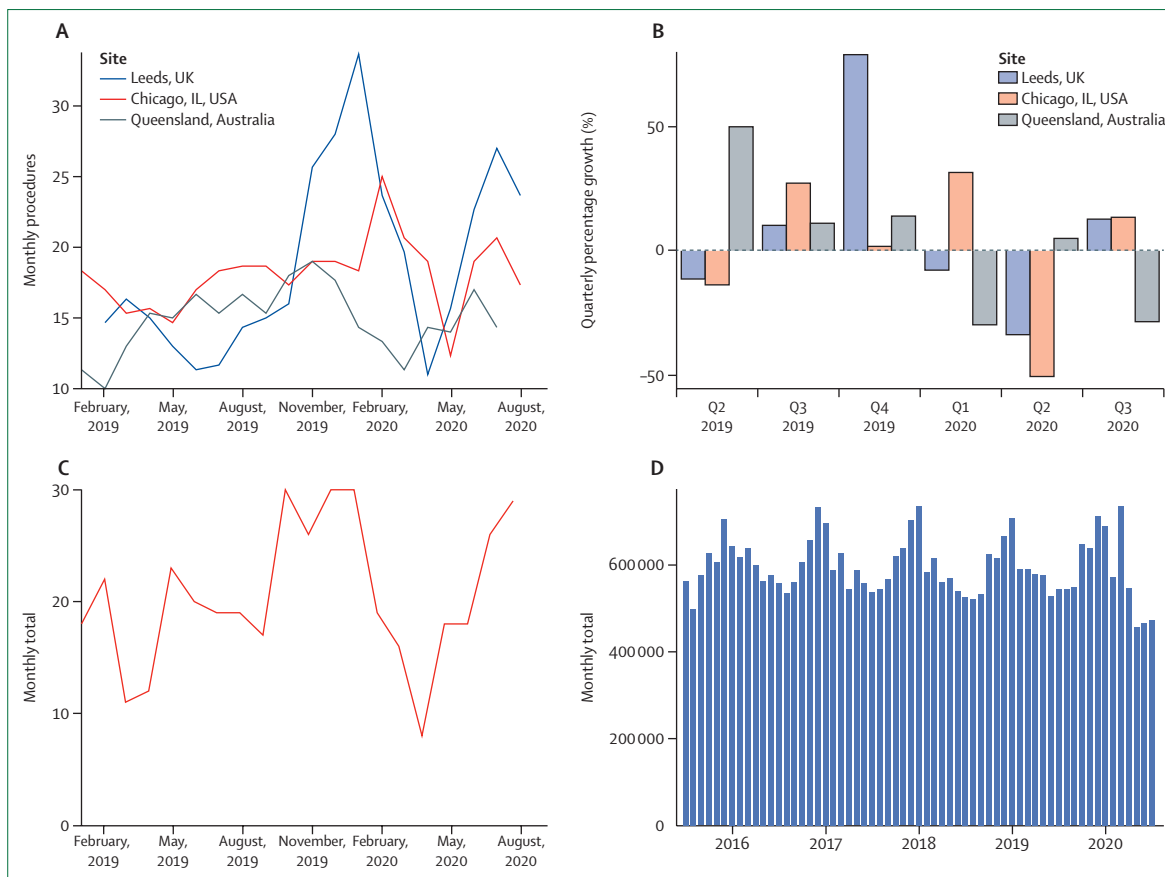 A
Site
Leeds, UK
Chicago, IL, USA
Queensland, Australia
Monthly procedures
30
25
20
15
10
February,
2019
May,
2019
August,
2019
November,
2019
February,
2020
May,
2020
August,
2020
B
Site
Leeds, UK
Chicago, IL, USA
Queensland, Australia
Quarterly percentage growth (%)
50
0
–50
Q2
2019
Q3
2019
Q4
2019
Q1
2020
Q2
2020
Q3
2020
C
Monthly total
30
20
10
0
February,
2019
May,
2019
August,
2019
November,
2019
February,
2020
May,
2020
August,
2020
D
Monthly total
600 000
400 000
200 000
0
2016
2017
2018
2019
2020